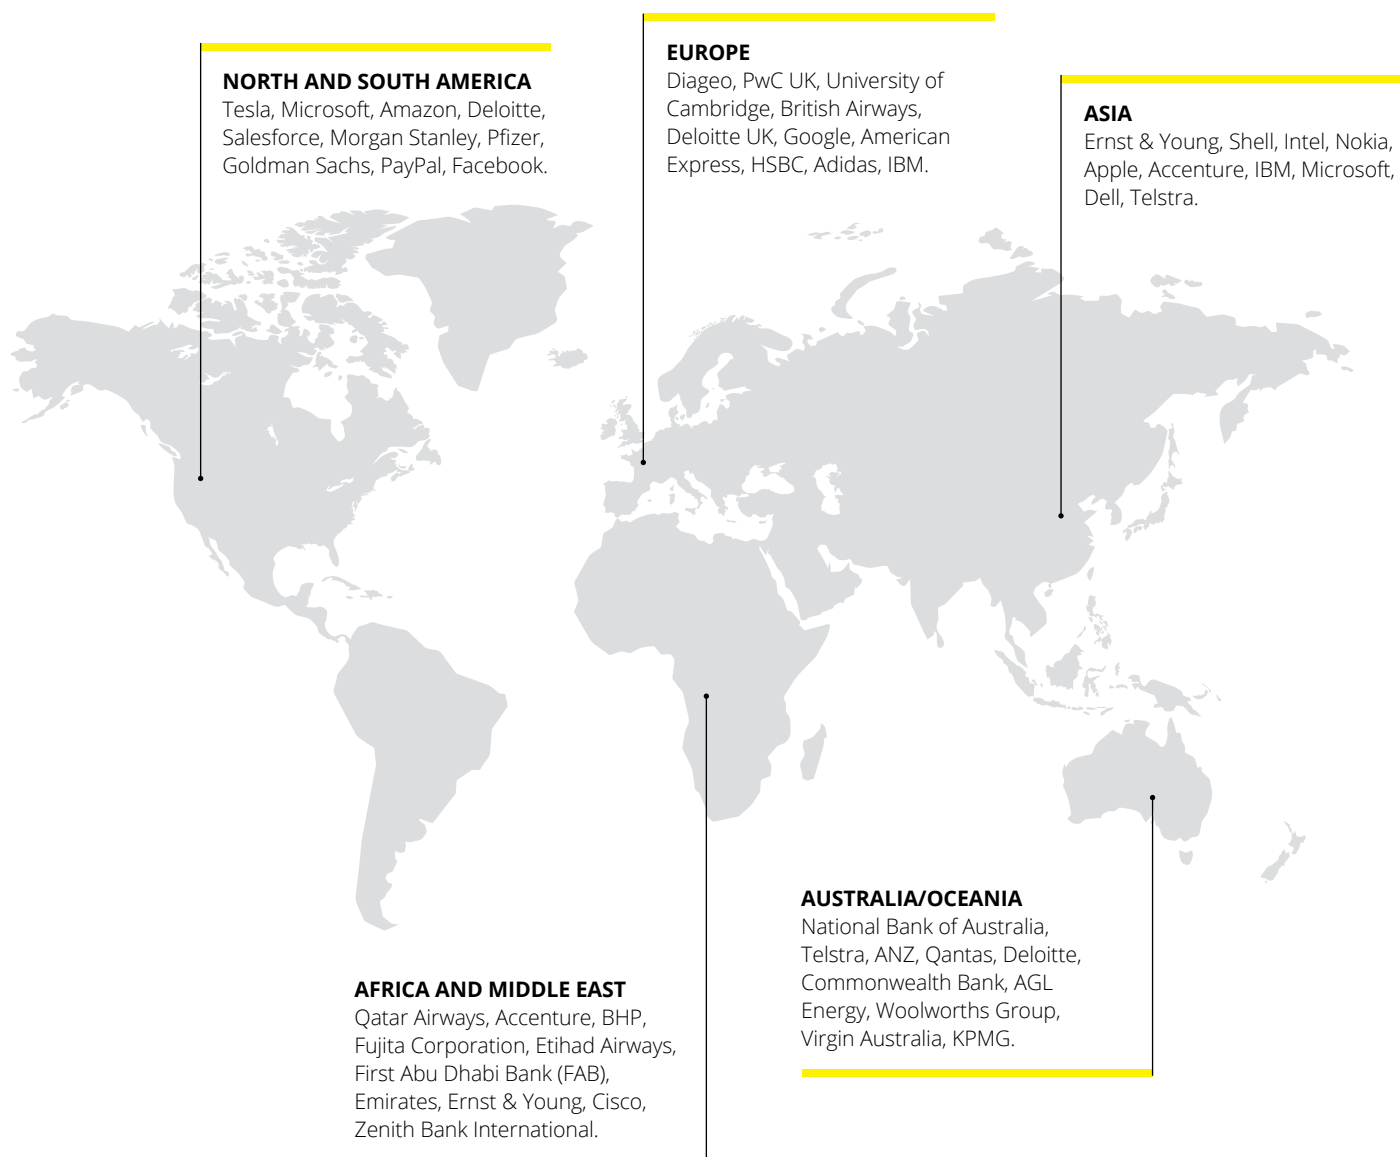 NORTH AND SOUTH AMERICA
Tesla, Microsoft, Amazon, Deloitte,
Salesforce, Morgan Stanley, Pfizer,
Goldman Sachs, PayPal, Facebook.
EUROPE
Diageo, PwC UK, University of
Cambridge, British Airways,
Deloitte UK, Google, American
Express, HSBC, Adidas, IBM.
ASIA
Ernst & Young, Shell, Intel, Nokia,
Apple, Accenture, IBM, Microsoft,
Dell, Telstra.
AFRICA AND MIDDLE EAST
Qatar Airways, Accenture, BHP,
Fujita Corporation, Etihad Airways,
First Abu Dhabi Bank (FAB),
Emirates, Ernst & Young, Cisco,
Zenith Bank International.
AUSTRALIA/OCEANIA
National Bank of Australia,
Telstra, ANZ, Qantas, Deloitte,
Commonwealth Bank, AGL
Energy, Woolworths Group,
Virgin Australia, KPMG.